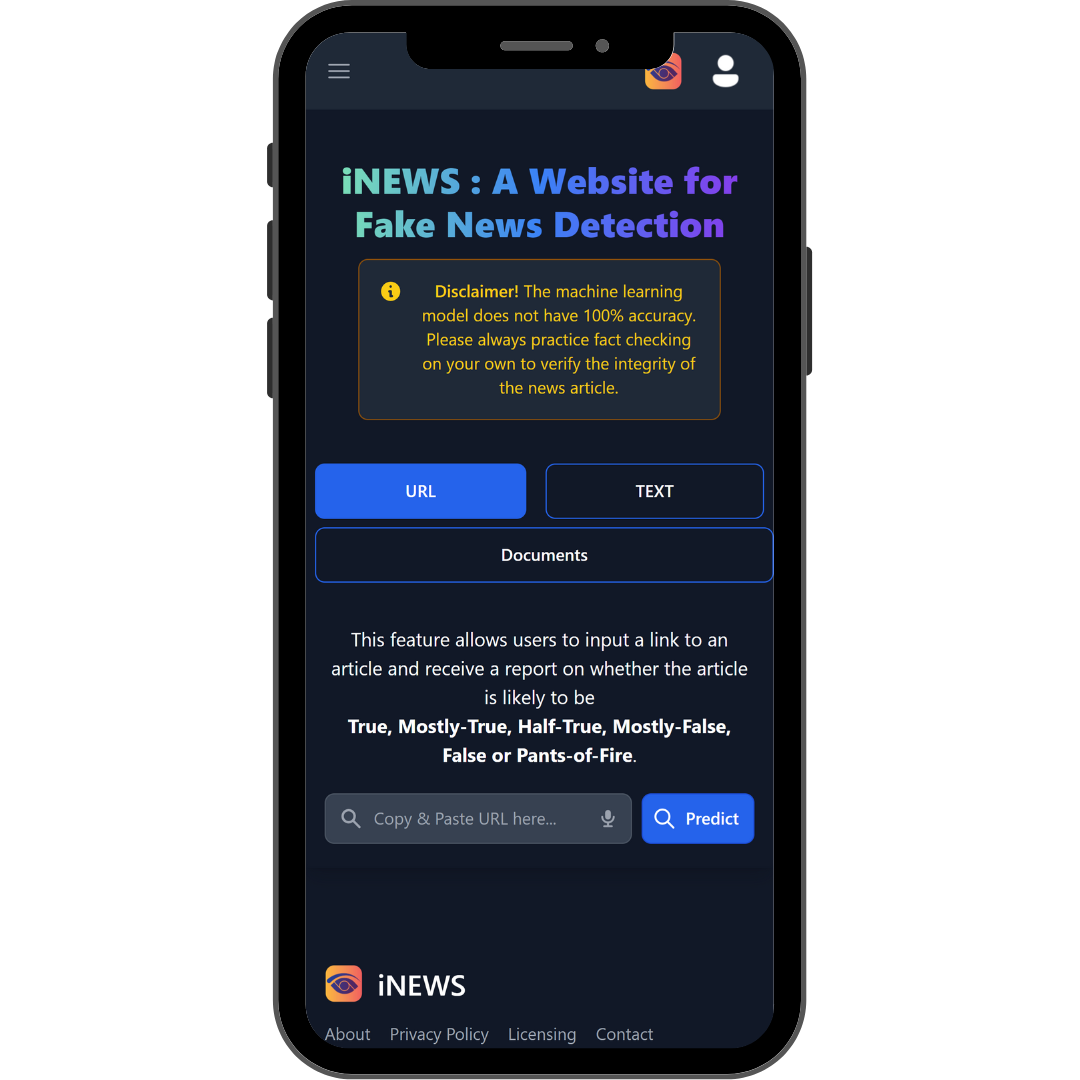 iNEWS : A Website for
Fake News Detection
Disclaimer! The machine learning
model does not have 100% accuracy.
Please always practice fact checking
on your own to verify the integrity of
the news article.
URL
TEXT
Documents
This feature allows users to input a link to an
article and receive a report on whether the article
is likely to be
True, Mostly-True, Half-True, Mostly-False,
False or Pants-of-Fire.
Copy & Paste URL here...
Predict
iNEWS
About Privacy Policy Licensing Contact